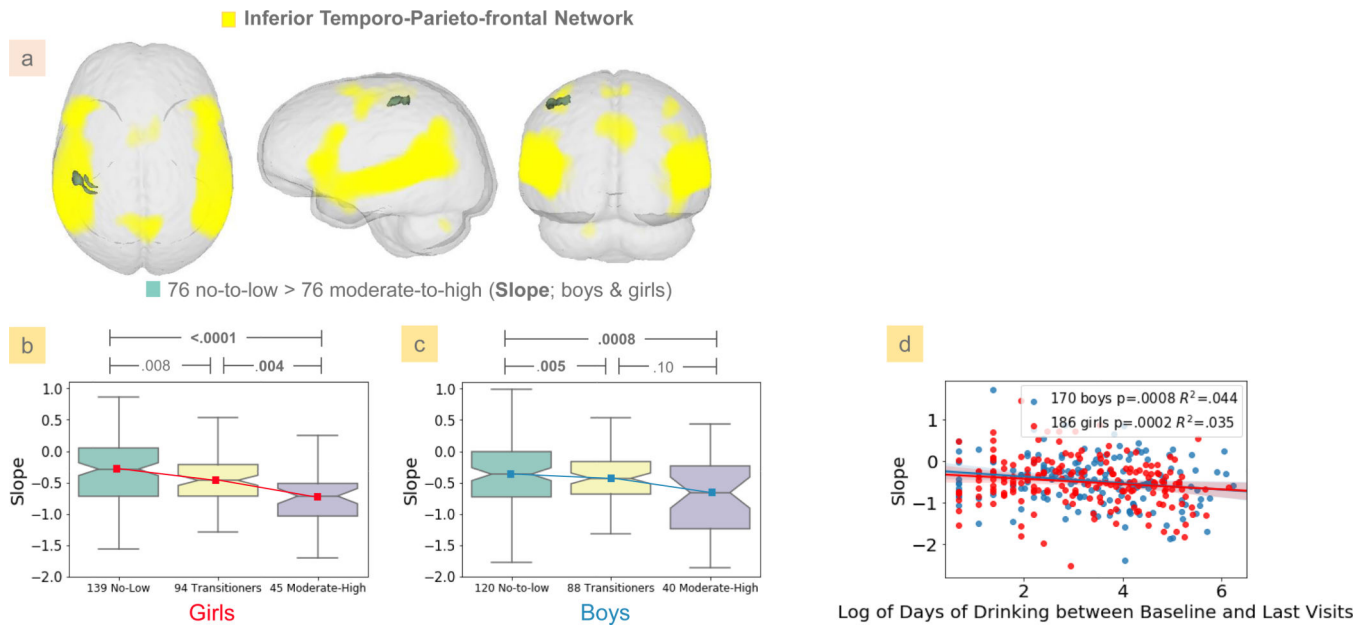 Inferior Temporo-Parieto-frontal Network
a
76 no-to-low > 76 moderate-to-high (Slope; boys & girls)
b
<.0001
.008
.004
Slope
1.0
0.5
0.0
−0.5
−1.0
−1.5
−2.0
139 No-Low
94 Transitioners
45 Moderate-High
Girls
c
.0008
.005
.10
Slope
1.0
0.5
0.0
−0.5
−1.0
−1.5
−2.0
120 No-to-low
88 Transitioners
40 Moderate-High
Boys
d
170 boys p=.0008 R²=.044
186 girls p=.0002 R²=.035
Slope
1
0
−1
−2
2
4
6
Log of Days of Drinking between Baseline and Last Visits